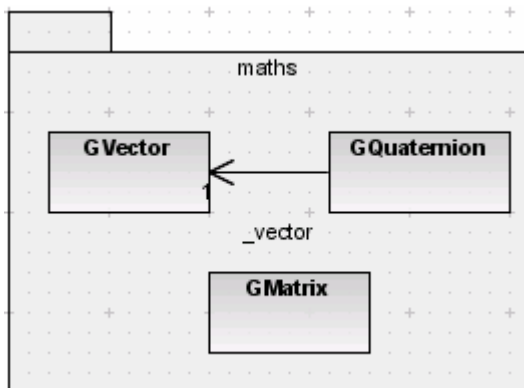 maths
GVector
GQuaternion
1
_vector
GMatrix